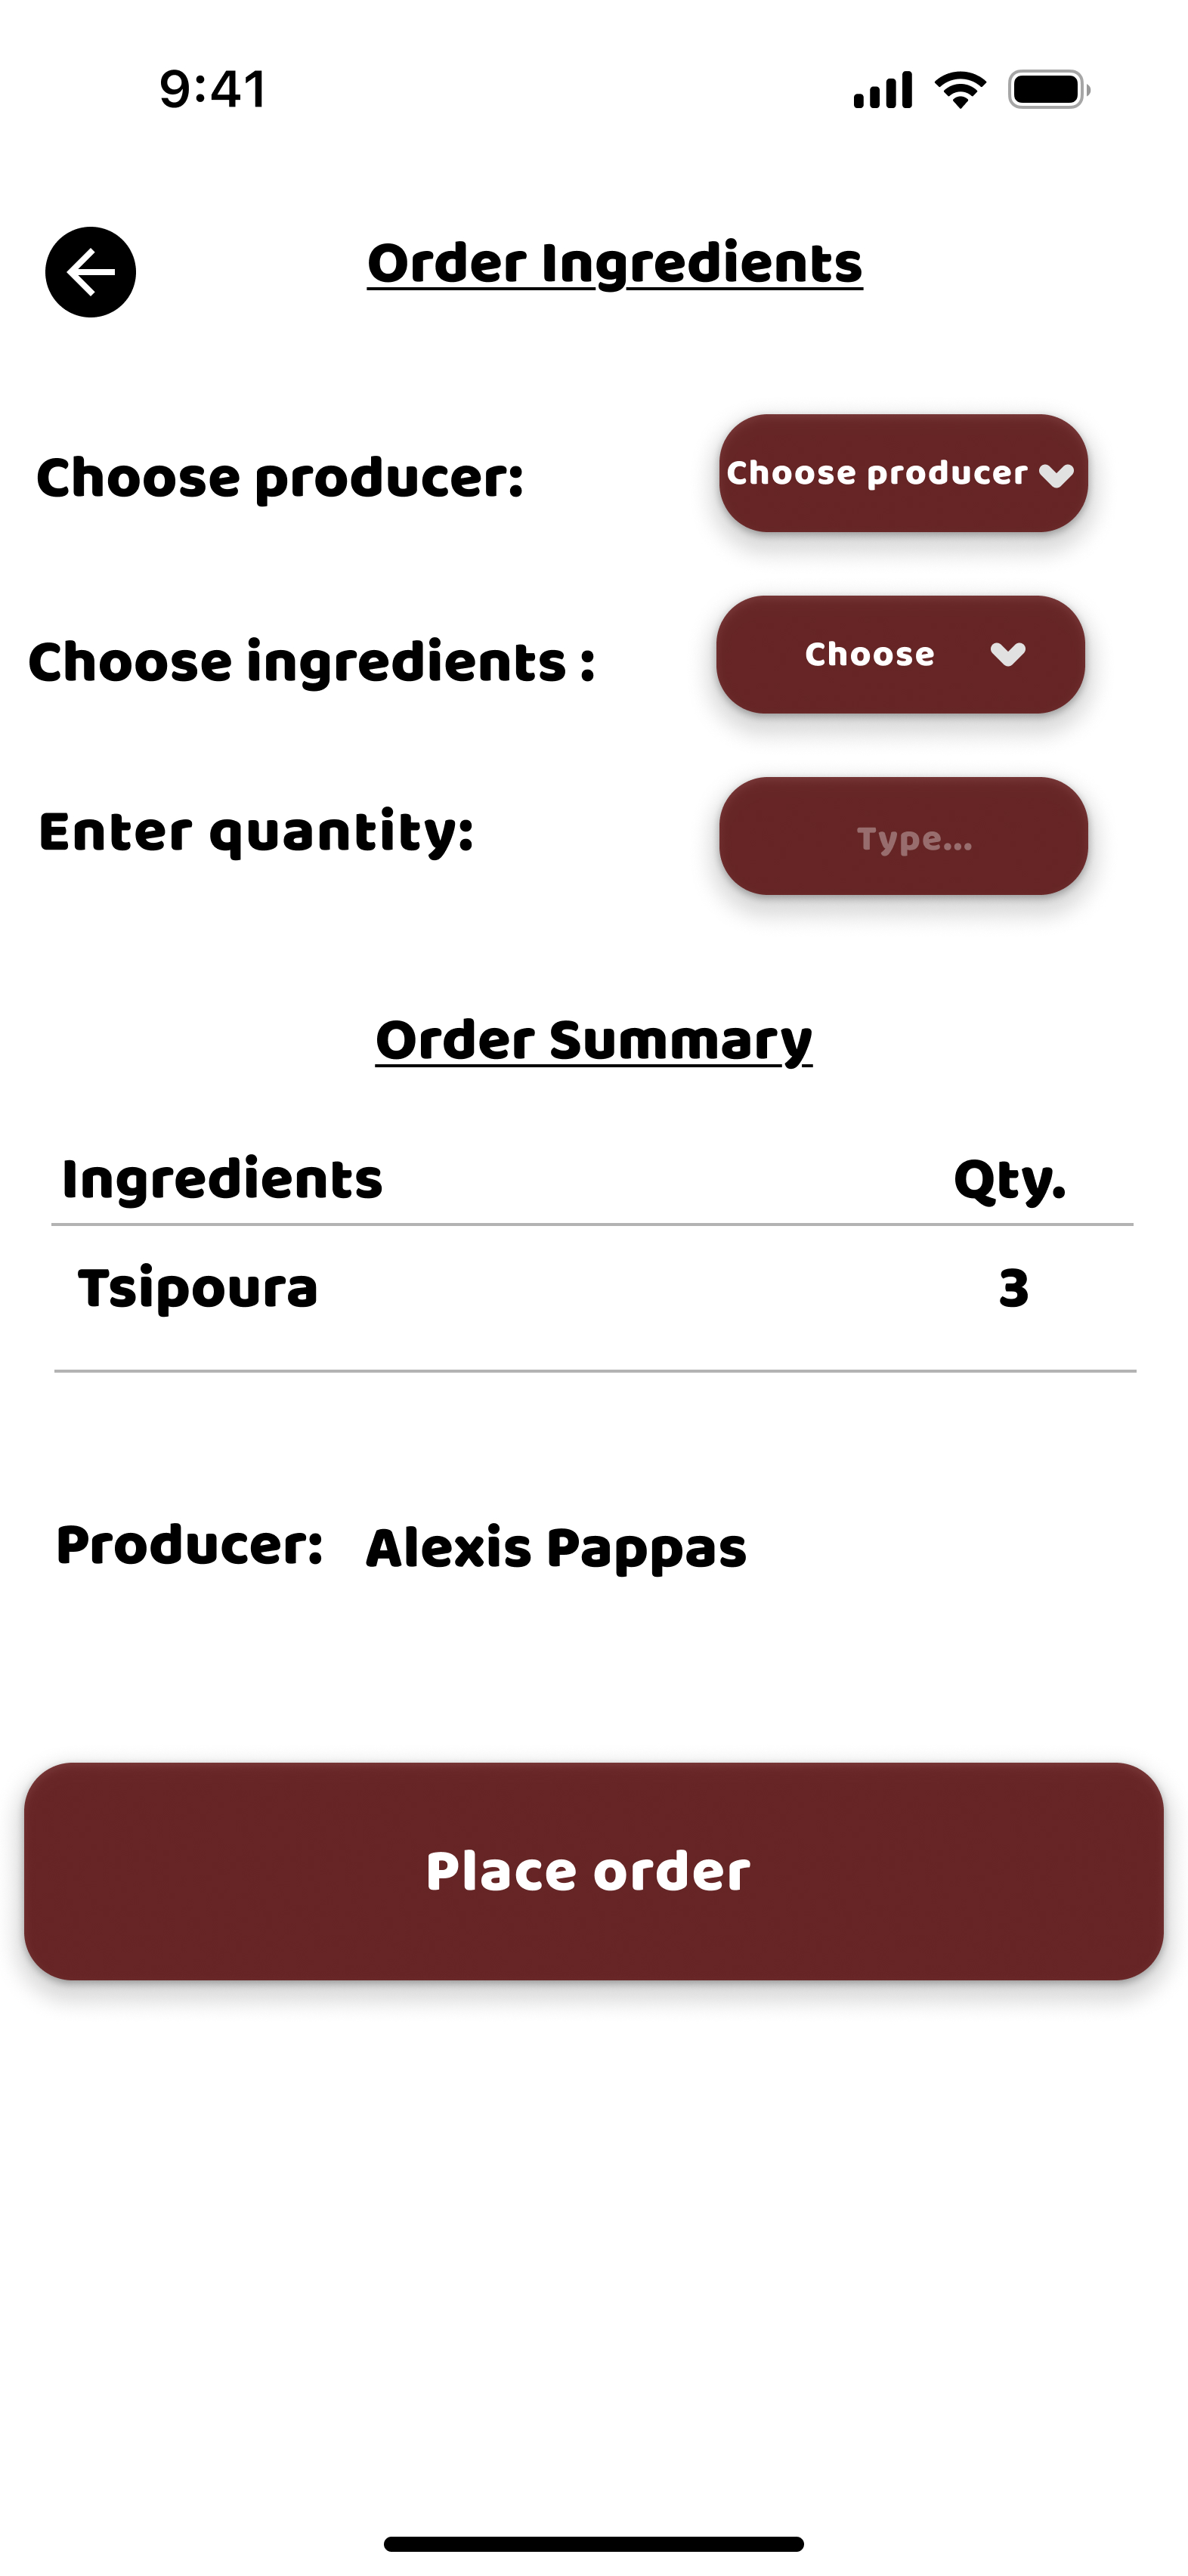 9:41
Order Ingredients
Choose producer:
Choose producer
Choose ingredients :
Choose
Enter quantity:
Type...
Order Summary
Ingredients Qty.
Tsipoura 3
Producer: Alexis Pappas
Place order